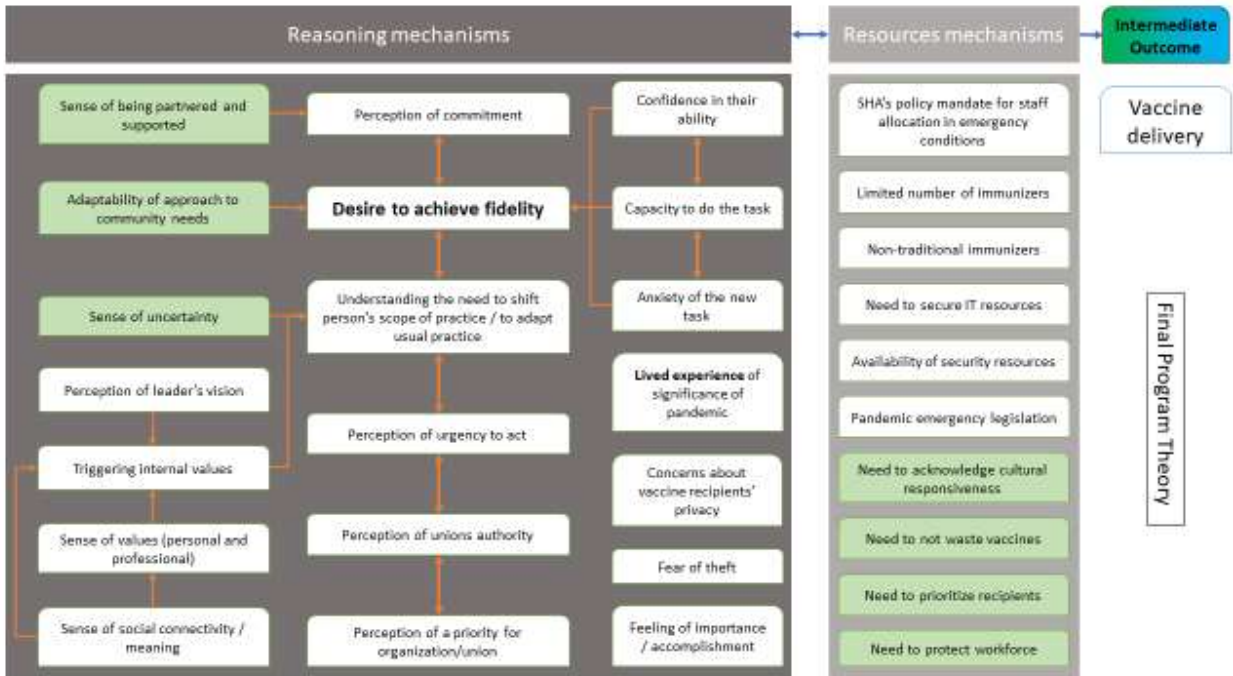 Reasoning mechanisms
Resources mechanisms
Intermediate
Outcome
Sense of being partnered and
supported
Adaptability of approach to
community needs
Sense of uncertainty
Perception of leader's vision
Triggering internal values
Sense of values (personal and
professional)
Sense of social connectivity /
meaning
Perception of commitment
Desire to achieve fidelity
Understanding the need to shift
person's scope of practice / to adapt
usual practice
Perception of urgency to act
Perception of unions authority
Perception of a priority for
organization/union
Confidence in their
ability
Capacity to do the task
Anxiety of the new
task
Lived experience of
significance of
pandemic
Concerns about
vaccine recipients'
privacy
Fear of theft
Feeling of importance
/ accomplishment
SHA's policy mandate for staff
allocation in emergency
conditions
Limited number of immunizers
Non-traditional immunizers
Need to secure IT resources
Availability of security resources
Pandemic emergency legislation
Need to acknowledge cultural
responsiveness
Need to not waste vaccines
Need to prioritize recipients
Need to protect workforce
Vaccine
delivery
Final Program Theory